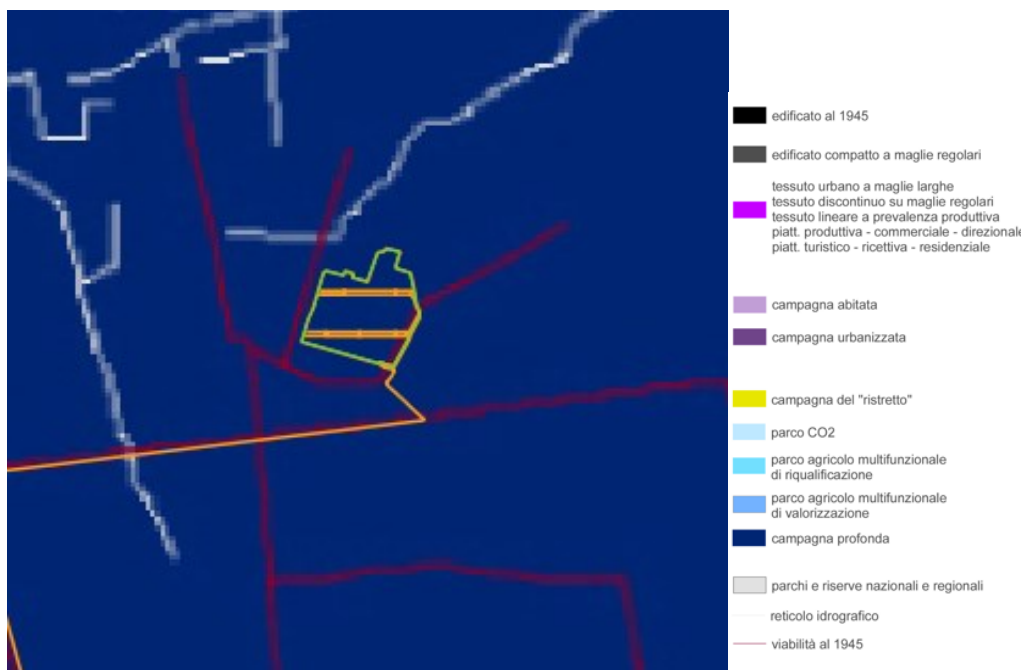 edificato al 1945
edificato compatto a maglie regolari
tessuto urbano a maglie larghe
tessuto discontinuo su maglie regolari
tessuto lineare a prevalenza produttiva
piatt. produttiva - commerciale - direzionale
piatt. turistico - ricettiva - residenziale
campagna abitata
campagna urbanizzata
campagna del "ristretto"
parco CO2
parco agricolo multifunzionale
di riqualificazione
parco agricolo multifunzionale
di valorizzazione
campagna profonda
parchi e riserve nazionali e regionali
reticolo idrografico
viabilità al 1945